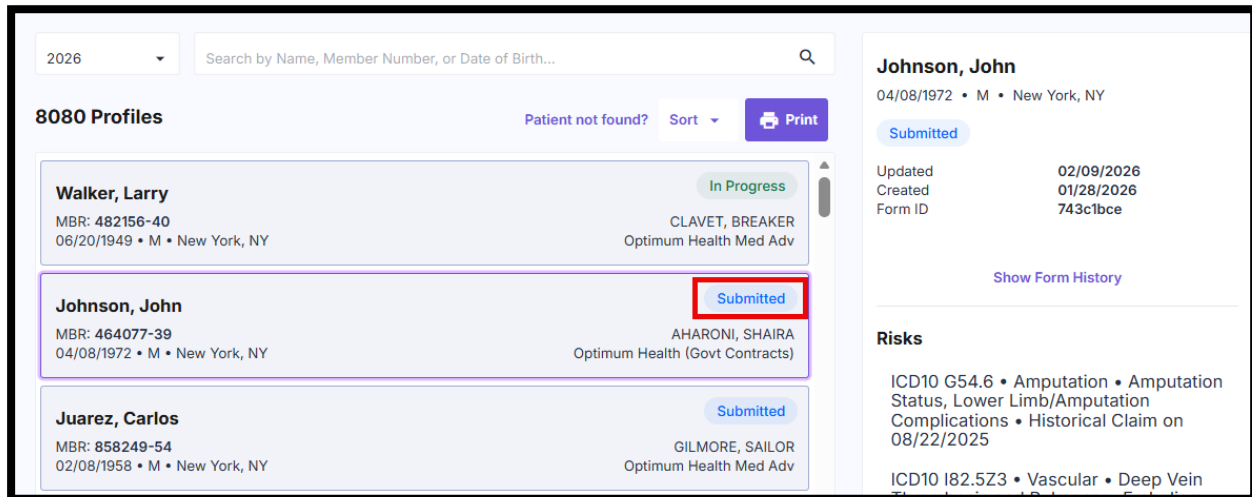 2026
Search by Name, Member Number, or Date of Birth...
8080 Profiles
Patient not found? Sort Print
Walker, Larry
In Progress
MBR: 482156-40
CLAVET, BREAKER
06/20/1949 • M • New York, NY
Optimum Health Med Adv
Johnson, John
Submitted
MBR: 464077-39
AHARONI, SHAIRA
04/08/1972 • M • New York, NY
Optimum Health (Govt Contracts)
Juarez, Carlos
Submitted
MBR: 858249-54
GILMORE, SAILOR
02/08/1958 • M • New York, NY
Optimum Health Med Adv
Johnson, John
04/08/1972 • M • New York, NY
Submitted
Updated 02/09/2026
Created 01/28/2026
Form ID 743c1bce
Show Form History
Risks
ICD10 G54.6 • Amputation • Amputation
Status, Lower Limb/Amputation
Complications • Historical Claim on
08/22/2025
ICD10 I82.5Z3 • Vascular • Deep Vein